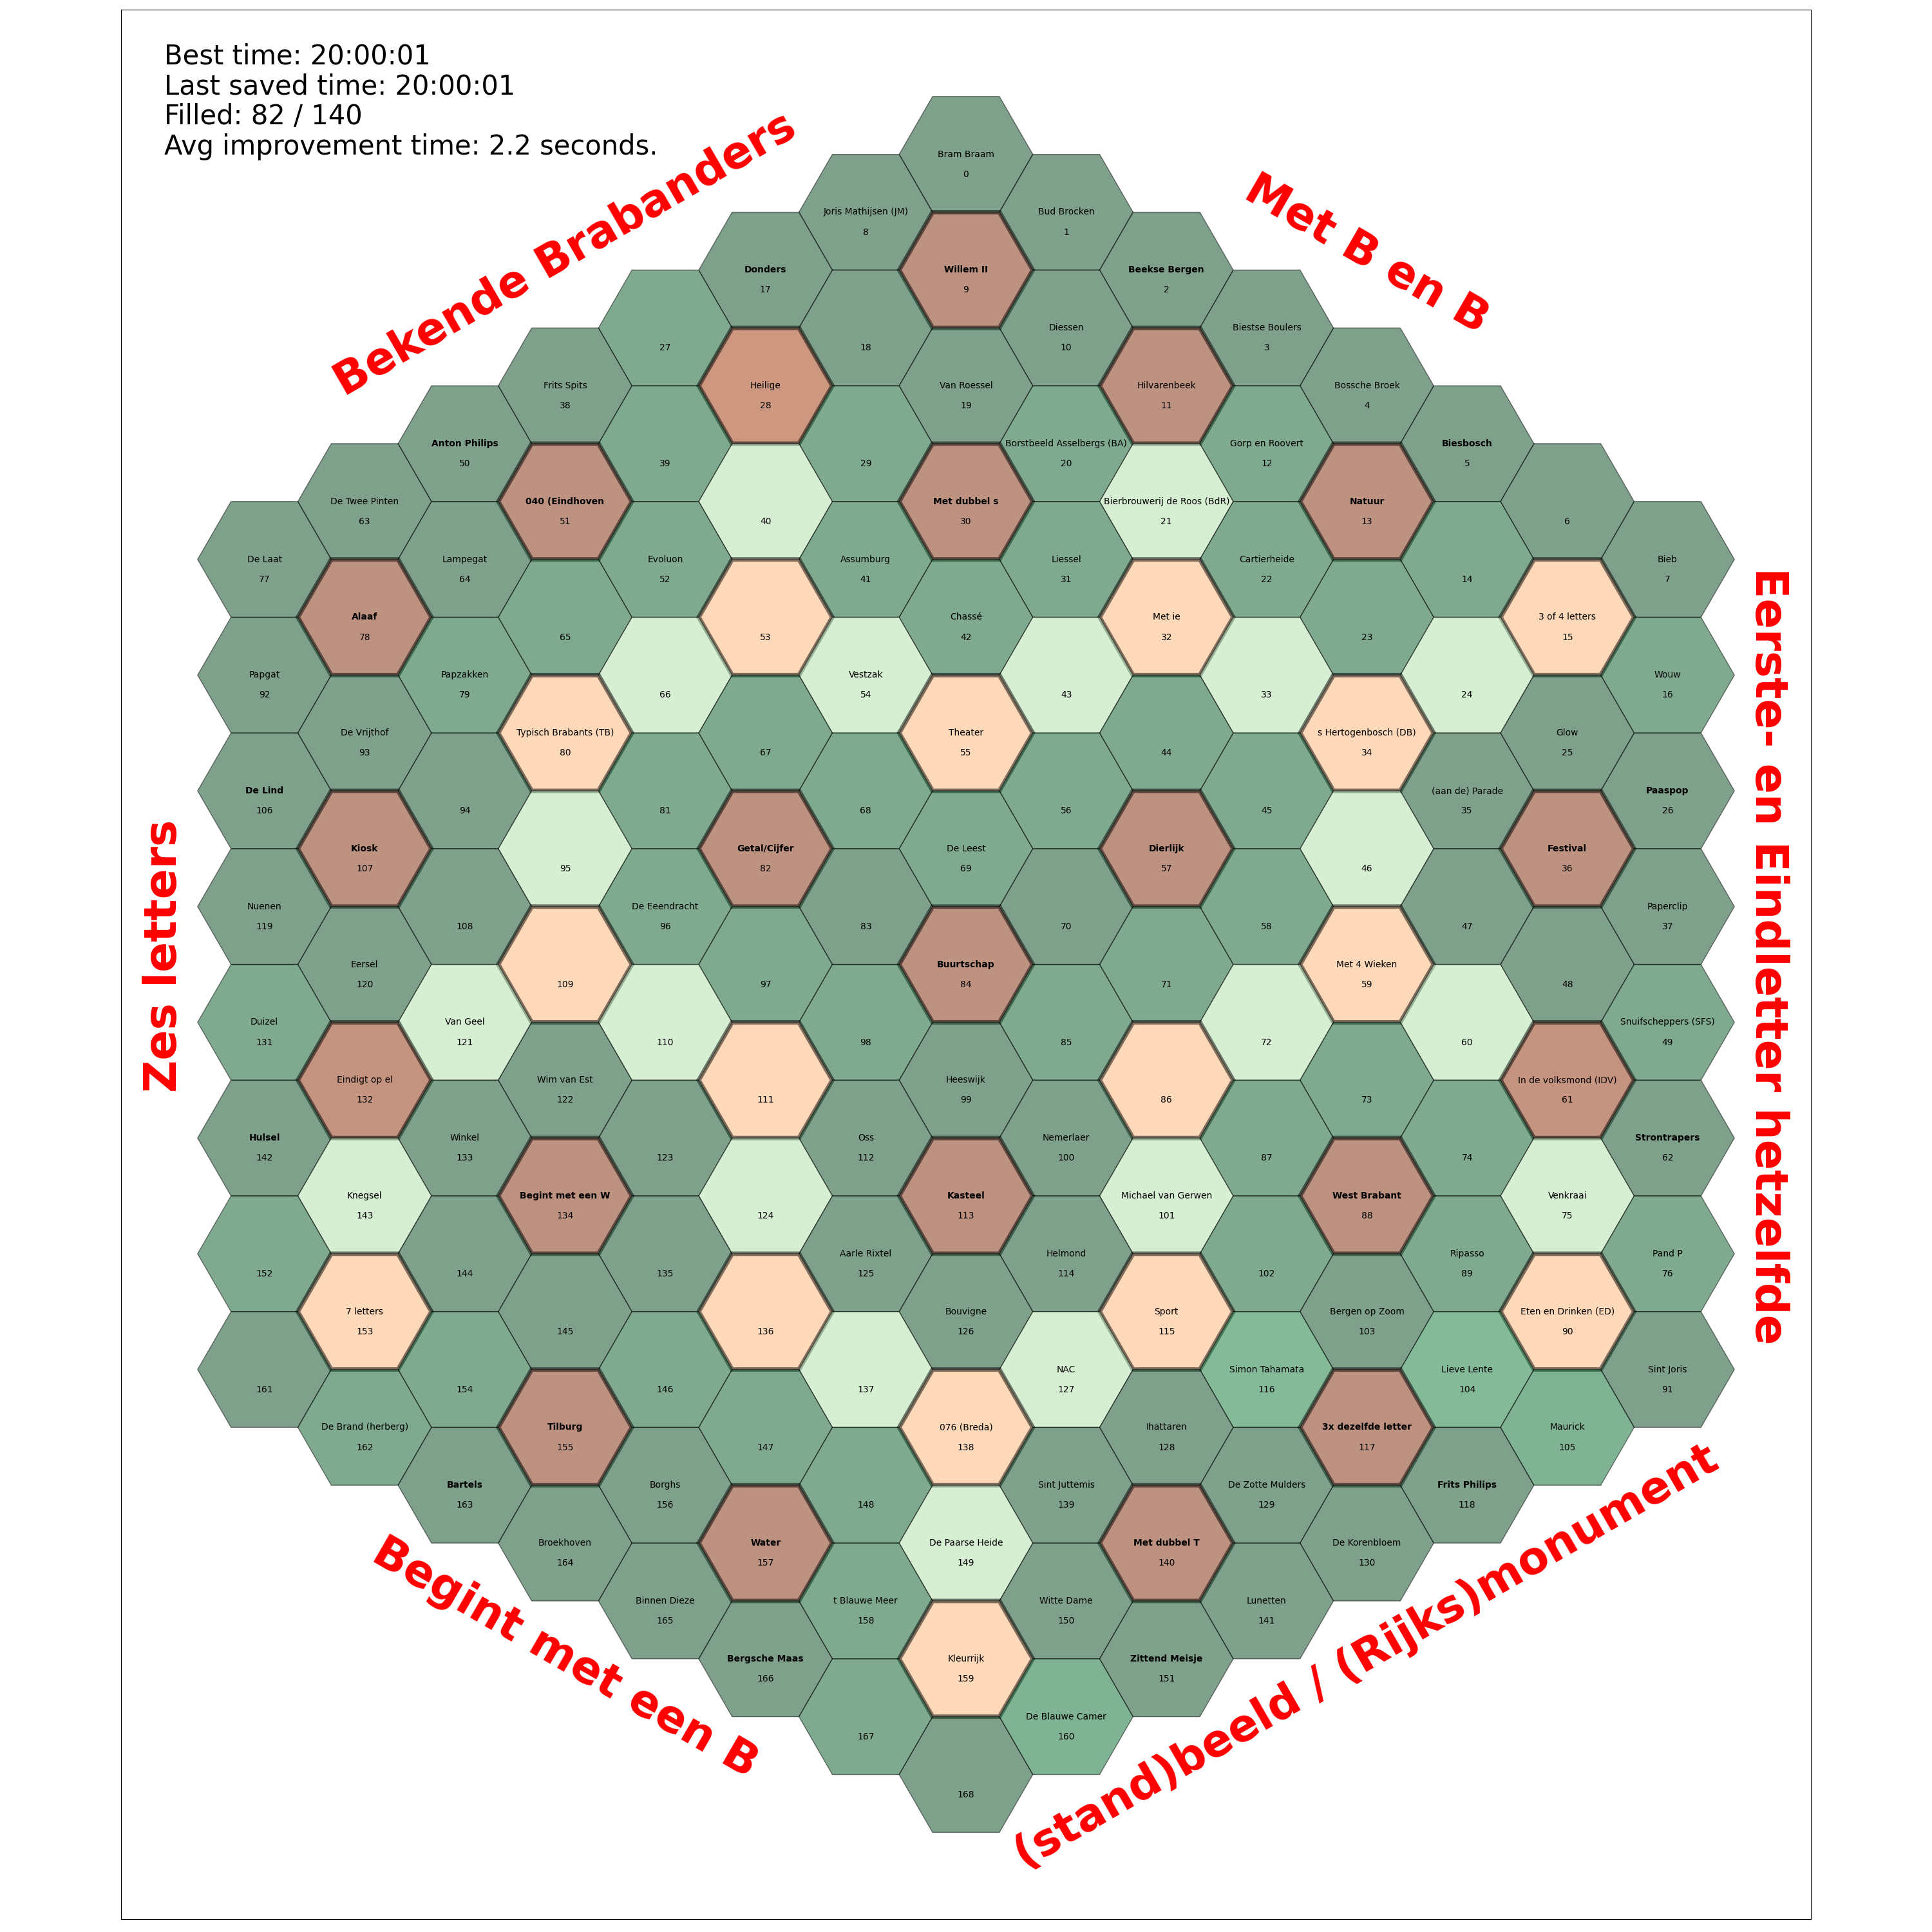 Best time: 20:00:01
Last saved time: 20:00:01
Filled: 82 / 140
Avg improvement time: 2.2 seconds.
Bekende Brabanders
Met B en B
Eerste- en Eindletter hetzelfde
(stand)beeld / (Rijks)monument
Begint met een B
Zes letters
Bram Braam
0
Bud Brocken
1
Beekse Bergen
2
Biestse Boulers
3
Bossche Broek
4
Biesbosch
5
6
Bieb
7
Joris Mathijsen (JM)
8
Willem II
9
Diessen
10
Hilvarenbeek
11
Gorp en Roovert
12
Natuur
13
14
3 of 4 letters
15
Wouw
16
Donders
17
18
Van Roessel
19
Borstbeeld Asselbergs (BA)
20
Bierbrouwerij de Roos (BdR)
21
Cartierheide
22
23
24
Glow
25
Paaspop
26
27
Heilige
28
29
Met dubbel s
30
Liessel
31
Met ie
32
33
s Hertogenbosch (DB)
34
(aan de) Parade
35
Festival
36
Paperclip
37
Frits Spits
38
39
40
Assumburg
41
Chassé
42
43
44
45
46
47
48
Snuifscheppers (SFS)
49
Anton Philips
50
040 (Eindhoven
51
Evoluon
52
53
Vestzak
54
Theater
55
56
Dierlijk
57
58
Met 4 Wieken
59
60
In de volksmond (IDV)
61
Strontrapers
62
De Twee Pinten
63
Lampegat
64
65
66
67
68
De Leest
69
70
71
72
73
74
Venkraai
75
Pand P
76
De Laat
77
Alaaf
78
Papzakken
79
Typisch Brabants (TB)
80
81
Getal/Cijfer
82
83
Buurtschap
84
85
86
87
West Brabant
88
Ripasso
89
Eten en Drinken (ED)
90
Sint Joris
91
Papgat
92
De Vrijthof
93
94
95
De Eeendracht
96
97
98
Heeswijk
99
Nemerlaer
100
Michael van Gerwen
101
102
Bergen op Zoom
103
Lieve Lente
104
Maurick
105
De Lind
106
Kiosk
107
108
109
110
111
Oss
112
Kasteel
113
Helmond
114
Sport
115
Simon Tahamata
116
3x dezelfde letter
117
Frits Philips
118
Nuenen
119
Eersel
120
Van Geel
121
Wim van Est
122
123
124
Aarle Rixtel
125
Bouvigne
126
NAC
127
Ihattaren
128
De Zotte Mulders
129
De Korenbloem
130
Duizel
131
Eindigt op el
132
Winkel
133
Begint met een W
134
135
136
137
076 (Breda)
138
Sint Juttemis
139
Met dubbel T
140
Lunetten
141
Hulsel
142
Knegsel
143
144
145
146
147
148
De Paarse Heide
149
Witte Dame
150
Zittend Meisje
151
152
7 letters
153
154
Tilburg
155
Borghs
156
Water
157
t Blauwe Meer
158
Kleurrijk
159
De Blauwe Camer
160
161
De Brand (herberg)
162
Bartels
163
Broekhoven
164
Binnen Dieze
165
Bergsche Maas
166
167
168